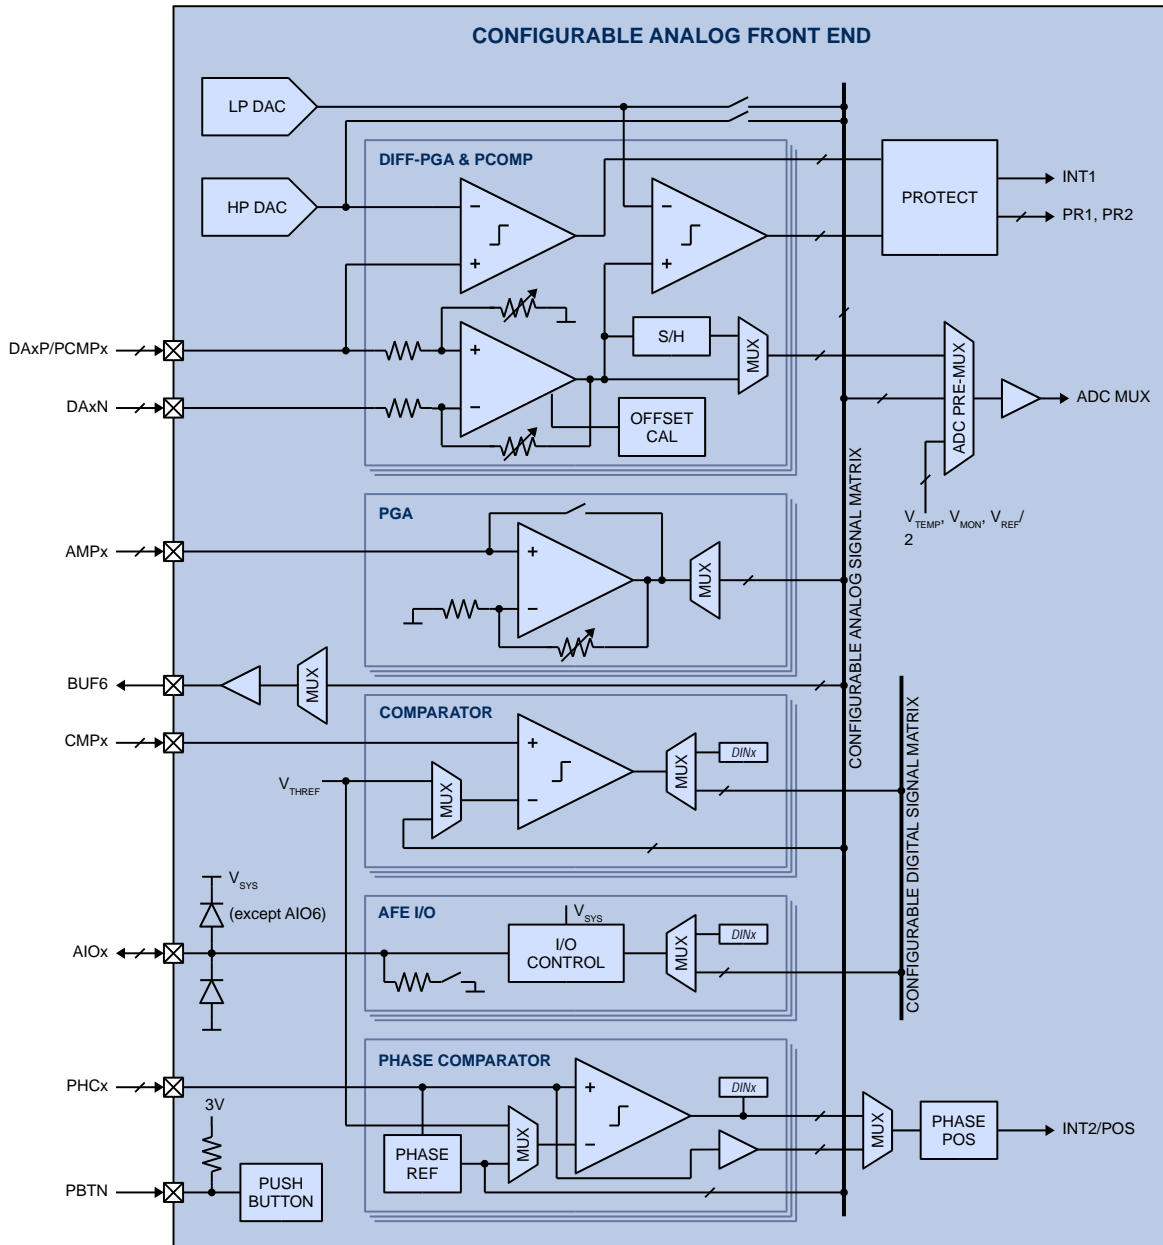 CONFIGURABLE ANALOG FRONT END
LP DAC
HP DAC
DIFF-PGA & PCOMP
−
+
−
+
PROTECT
INT1
PR1, PR2
DAxP/PCMPx
DAxN
+
−
S/H
MUX
OFFSET
CAL
ADC PRE-MUX
ADC MUX
VTEMP, VMON, VREF/
2
CONFIGURABLE ANALOG SIGNAL MATRIX
PGA
AMPx
+
−
MUX
BUF6
MUX
COMPARATOR
CMPx
+
−
VTHREF
MUX
MUX
DINx
CONFIGURABLE DIGITAL SIGNAL MATRIX
AFE I/O
VSYS
(except AIO6)
AIOx
VSYS
I/O
CONTROL
MUX
DINx
PHASE COMPARATOR
PHCx
+
−
DINx
3V
PHASE
REF
MUX
MUX
PHASE
POS
INT2/POS
PBTN
PUSH
BUTTON